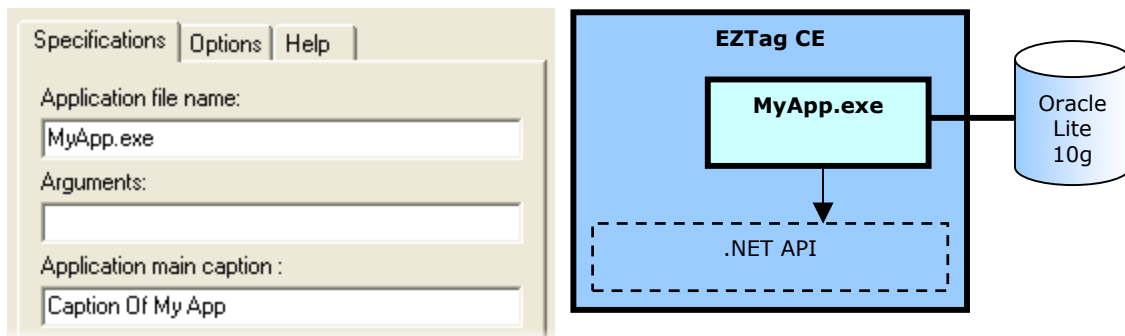 Specifications Options Help
Application file name:
MyApp.exe
Arguments:
Application main caption :
Caption Of My App
EZTag CE
MyApp.exe
.NET API
Oracle
Lite
10g